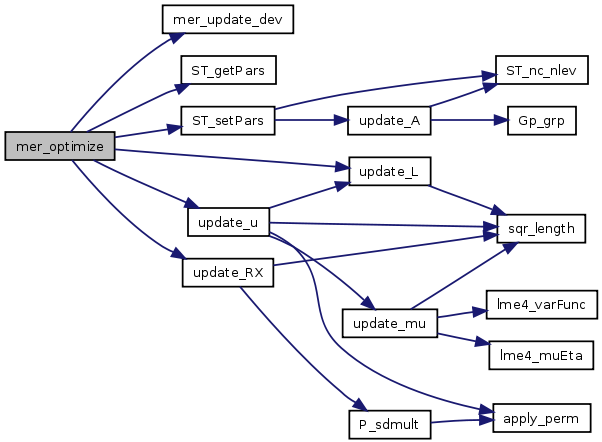 mer_update_dev
ST_getPars
ST_nc_nlev
ST_setPars
update_A
Gp_grp
mer_optimize
update_L
update_u
sqr_length
update_RX
lme4_varFunc
update_mu
lme4_muEta
P_sdmult
apply_perm